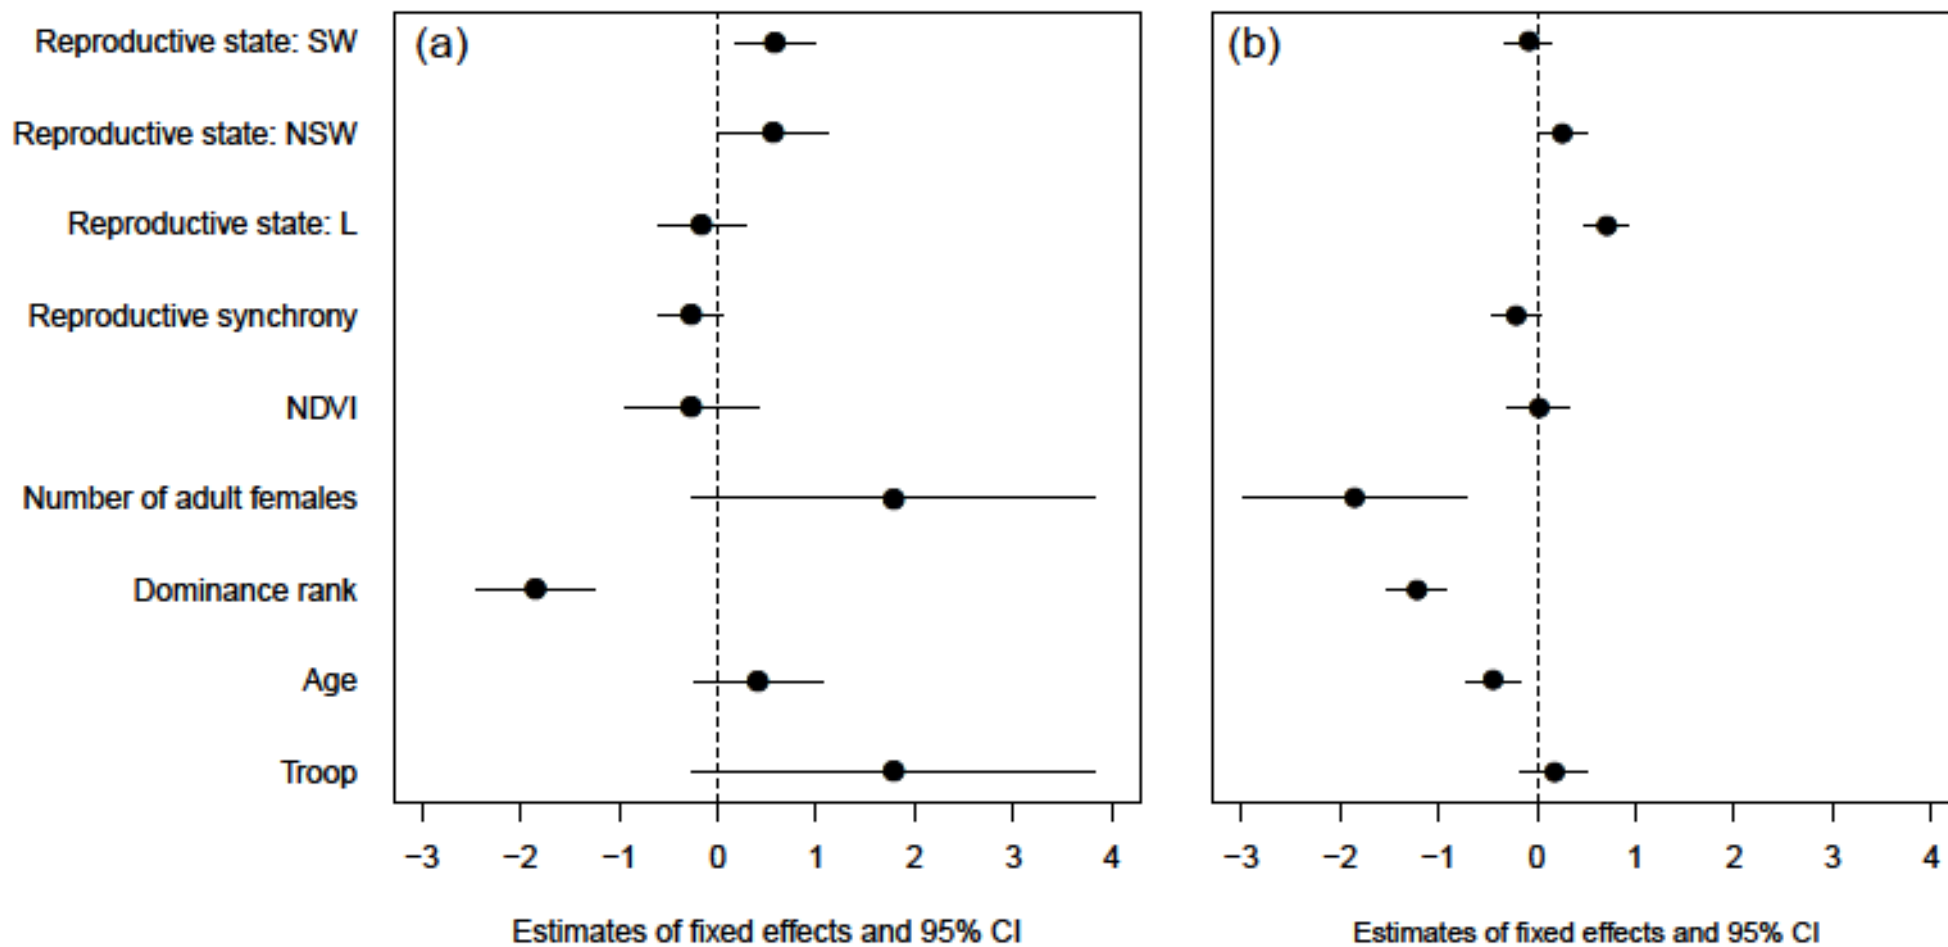 Reproductive state: SW
Reproductive state: NSW
Reproductive state: L
Reproductive synchrony
NDVI
Number of adult females
Dominance rank
Age
Troop
(a)
−3 −2 −1 0 1 2 3 4
Estimates of fixed effects and 95% CI
(b)
−3 −2 −1 0 1 2 3 4
Estimates of fixed effects and 95% CI